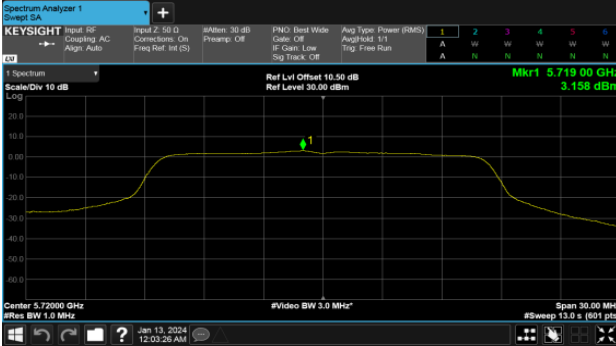 Spectrum Analyzer 1
Swept SA
+
KEYSIGHT Input: RF Input Z: 50 Ω #Atten: 30 dB PNO: Best Wide Avg Type: Power (RMS) 1 2 3 4 5 6
Coupling: AC Corrections: On Preamp: Off Gate: Off Avg|Hold: 1/1 A W W W W W
Align: Auto Freq Ref: Int (S) IF Gain: Low Trig: Free Run A N N N N N
Sig Track: Off
LXI
1 Spectrum Ref Lvl Offset 10.50 dB Mkr1 5.719 00 GHz
Scale/Div 10 dB Ref Level 30.00 dBm 3.158 dBm
Log
20.0
10.0
1
0.00
-10.0
-20.0
-30.0
-40.0
-50.0
-60.0
Center 5.72000 GHz #Video BW 3.0 MHz* Span 30.00 MH
#Res BW 1.0 MHz #Sweep 13.0 s (601 pts
? Jan 13, 2024
12:03:26 AM